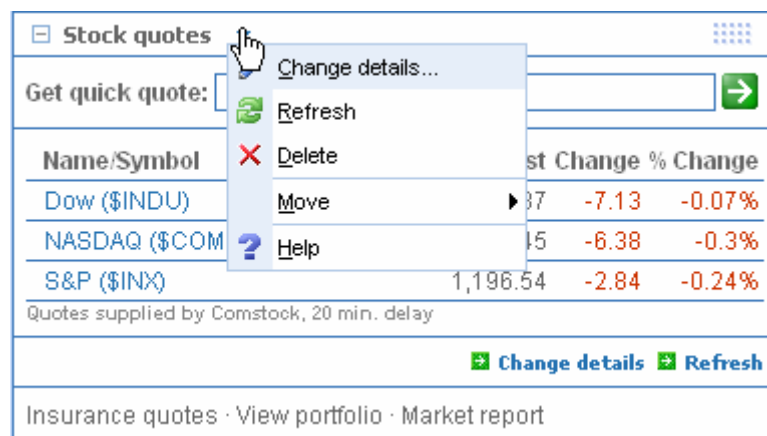 Stock quotes
Change details...
Get quick quote:
Refresh
Name/Symbol Change % Change
Delete
Dow ($INDU) -7.13 -0.07%
Move
NASDAQ ($COM -6.38 -0.3%
Help
S&P ($INX) 1,196.54 -2.84 -0.24%
Quotes supplied by Comstock, 20 min. delay
Change details Refresh
Insurance quotes · View portfolio · Market report